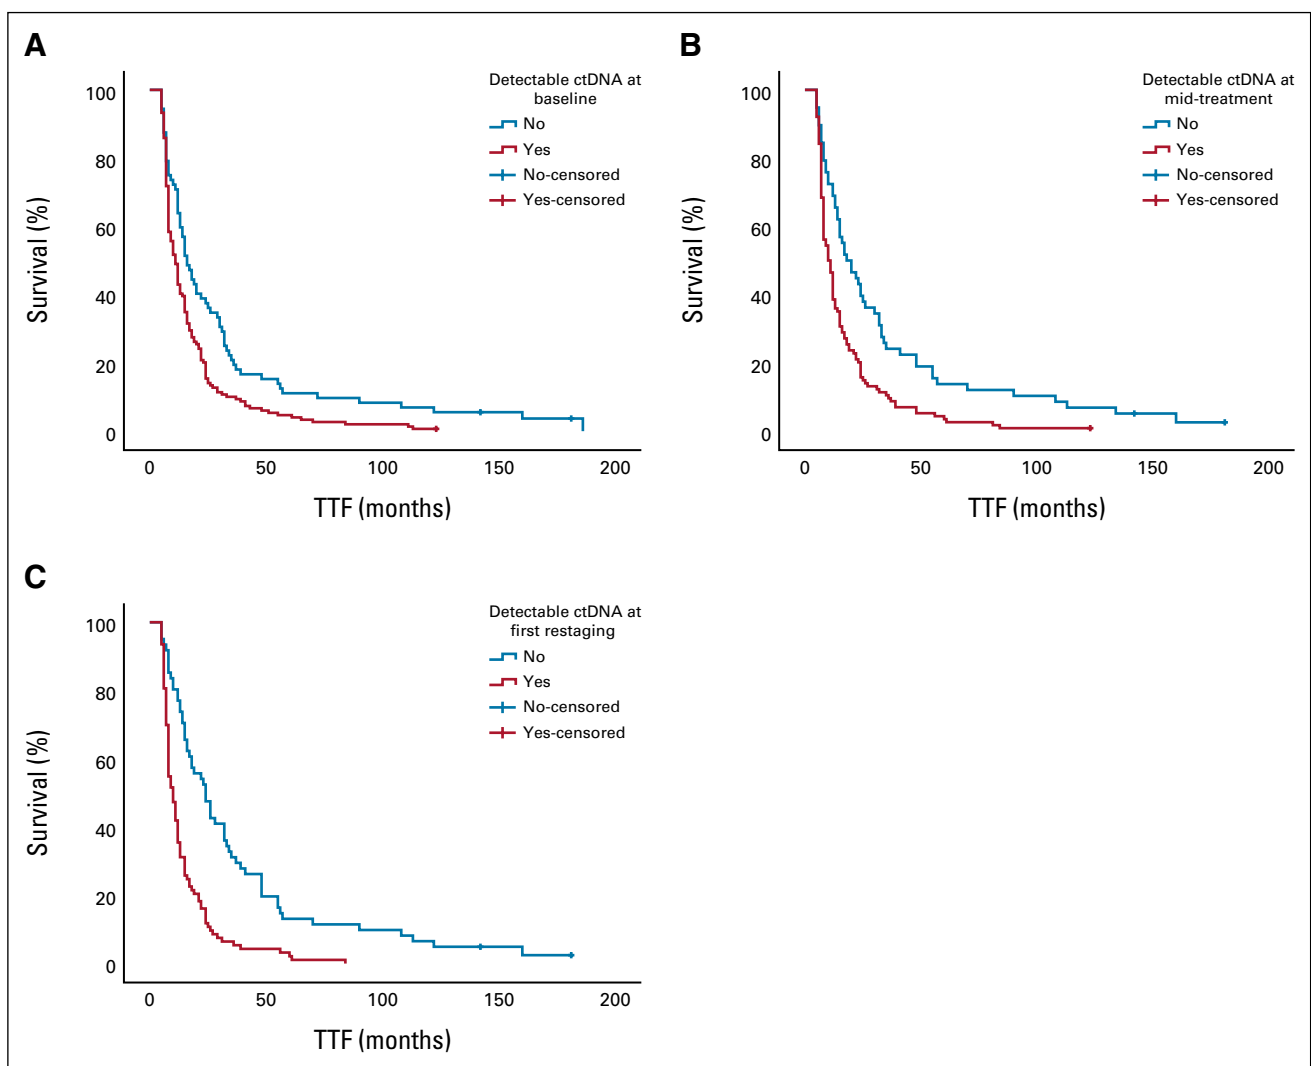 A
Detectable ctDNA at
baseline
No
Yes
No-censored
Yes-censored
Survival (%)
100
80
60
40
20
0
0 50 100 150 200
TTF (months)
B
Detectable ctDNA at
mid-treatment
No
Yes
No-censored
Yes-censored
Survival (%)
100
80
60
40
20
0
0 50 100 150 200
TTF (months)
C
Detectable ctDNA at
first restaging
No
Yes
No-censored
Yes-censored
Survival (%)
100
80
60
40
20
0
0 50 100 150 200
TTF (months)